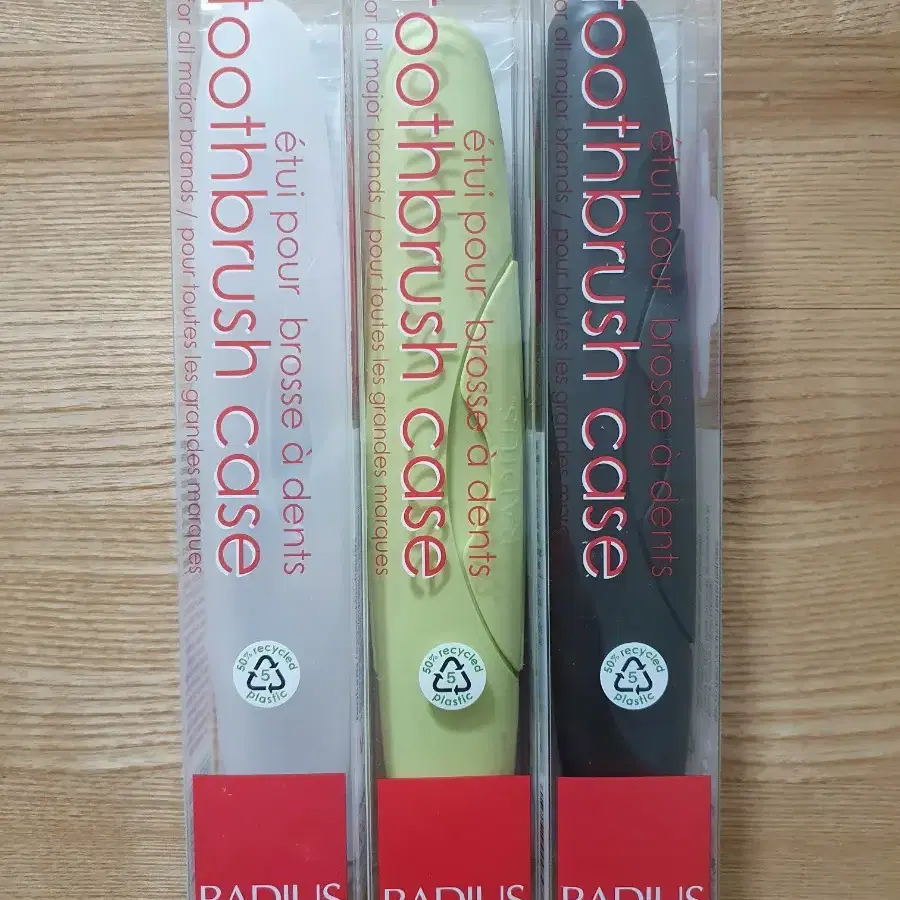 toothbrush case
étui pour brosse à dents
for all major brands / pour toutes les grandes marques
50% recycled
5
plastic
RADIUS
toothbrush case
étui pour brosse à dents
for all major brands / pour toutes les grandes marques
RADIUS
50% recycled
5
plastic
RADIUS
toothbrush case
étui pour brosse à dents
for all major brands / pour toutes les grandes marques
50% recycled
5
plastic
RADIUS